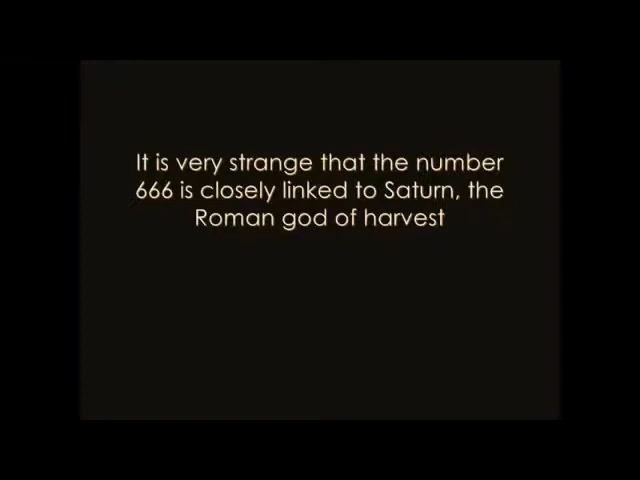 It is very strange that the number
666 is closely linked to Saturn, the
Roman god of harvest